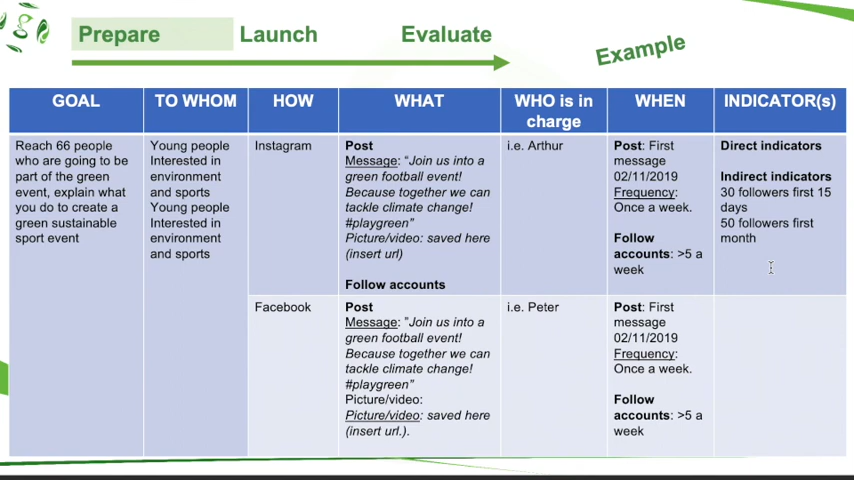 Prepare
Launch
Evaluate
Example
GOAL
TO WHOM
HOW
WHAT
WHO is in
charge
WHEN
INDICATOR(s)
Reach 66 people
who are going to be
part of the green
event, explain what
you do to create a
green sustainable
sport event
Young people
Interested in
environment
and sports
Young people
Interested in
environment
and sports
Instagram
Post
Message: “Join us into a
green football event!
Because together we can
tackle climate change!
#playgreen”
Picture/video: saved here
(insert url)
Follow accounts
i.e. Arthur
Post: First
message
02/11/2019
Frequency:
Once a week.
Follow
accounts: >5 a
week
Direct indicators
Indirect indicators
30 followers first 15
days
50 followers first
month
Facebook
Post
Message: “Join us into a
green football event!
Because together we can
tackle climate change!
#playgreen”
Picture/video:
Picture/video: saved here
(insert url.).
i.e. Peter
Post: First
message
02/11/2019
Frequency:
Once a week.
Follow
accounts: >5 a
week